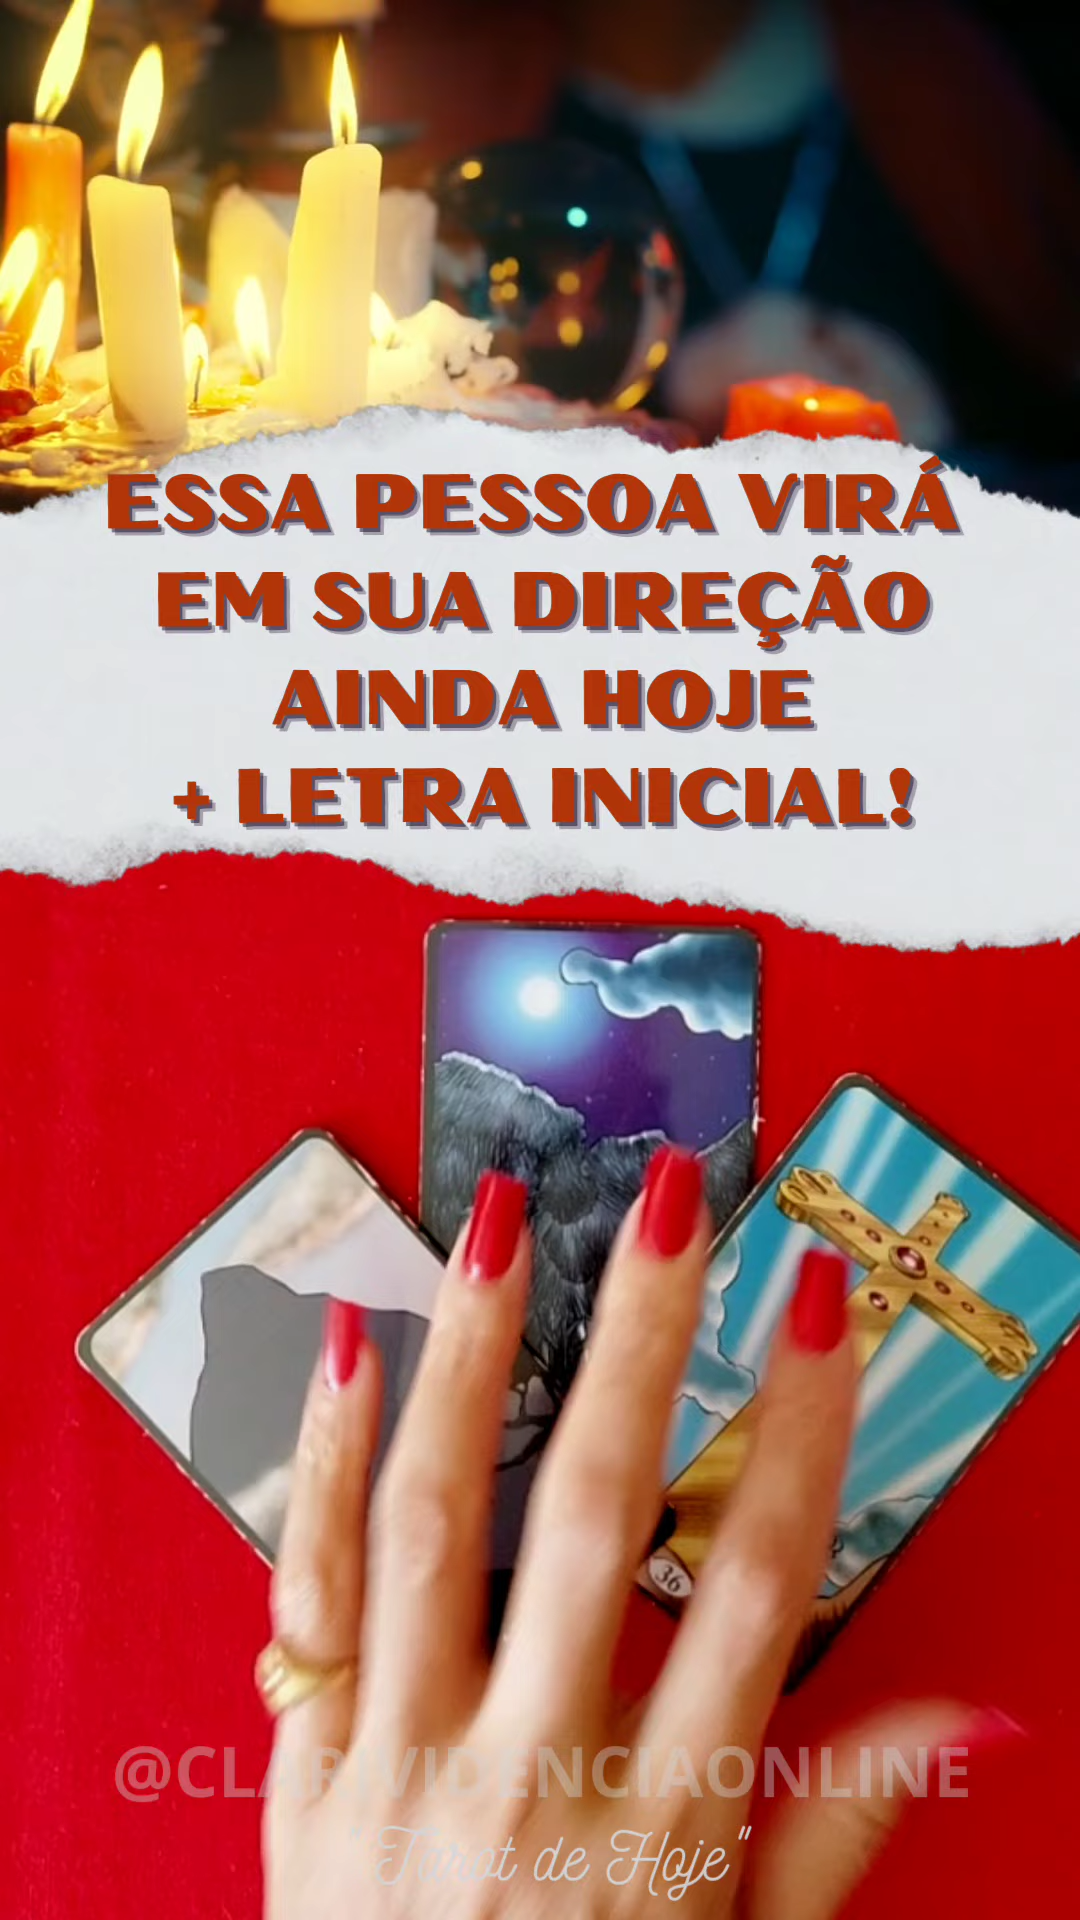 ESSA PESSOA VIRÁ
EM SUA DIREÇÃO
AINDA HOJE
+ LETRA INICIAL!
36
@CLARIVIDENCIAONLINE
"Tarot de Hoje"